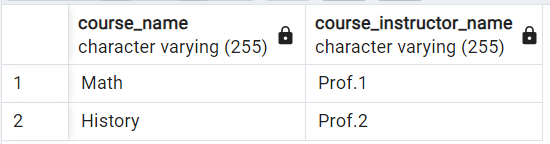 course_name course_instructor_name
character varying (255) character varying (255)
1 Math Prof.1
2 History Prof.2